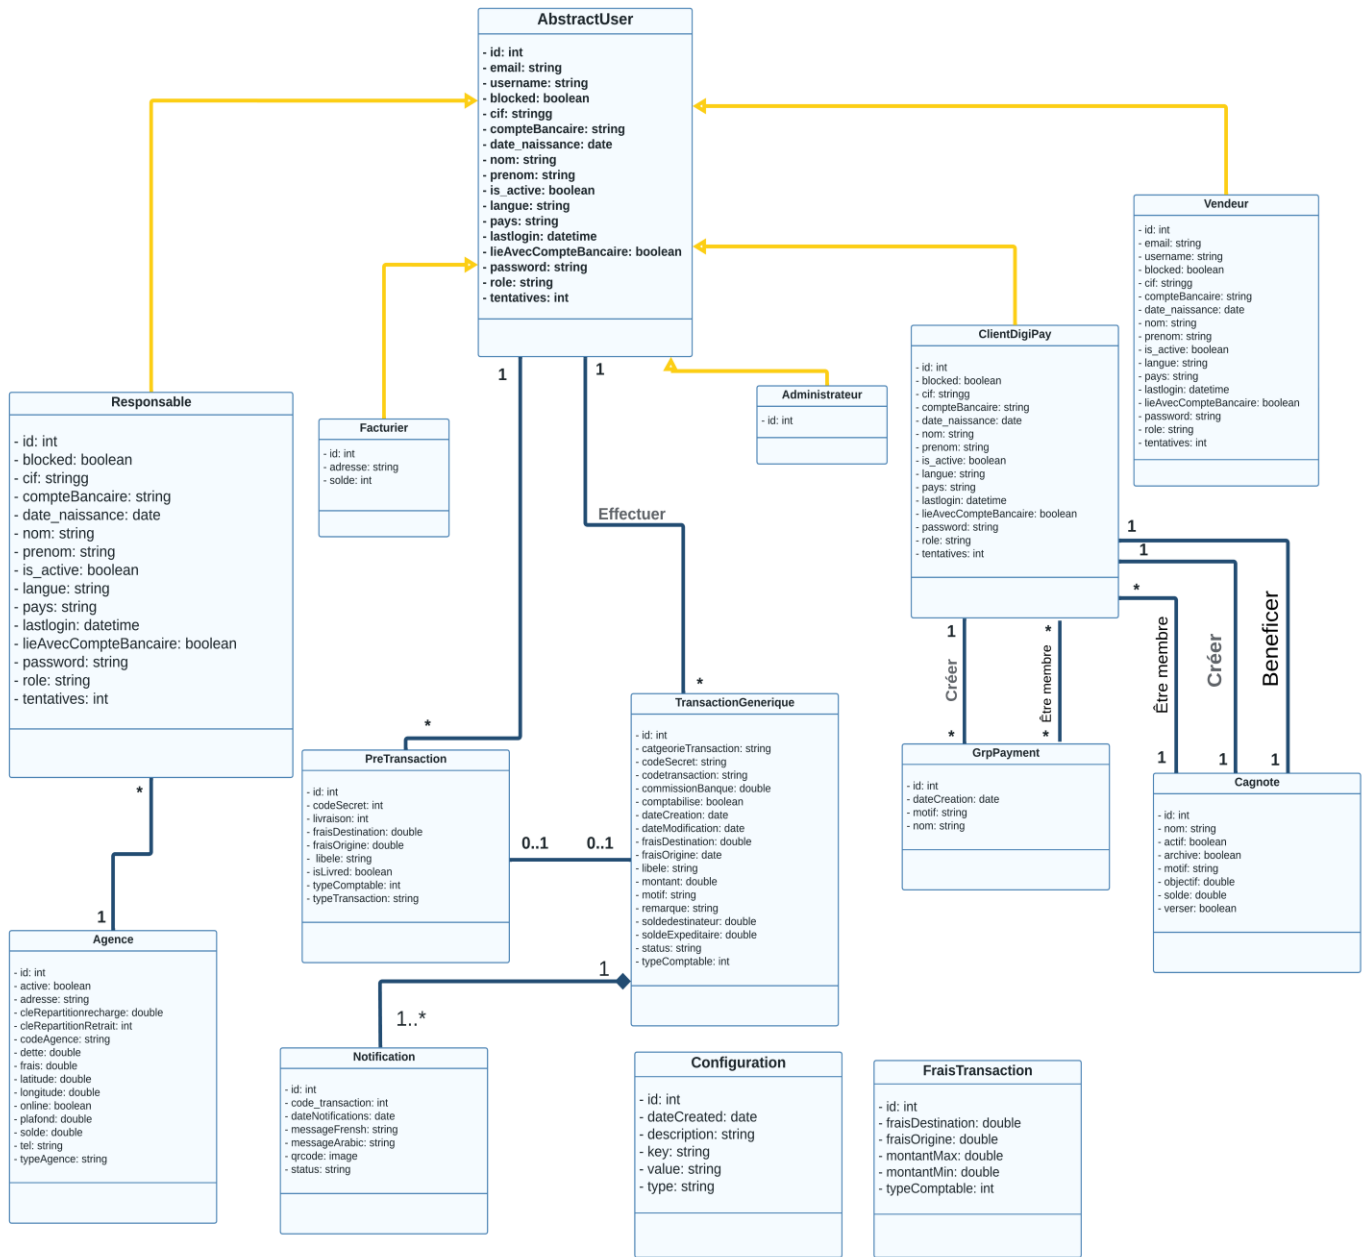 AbstractUser
- id: int
- email: string
- username: string
- blocked: boolean
- cif: stringg
- compteBancaire: string
- date_naissance: date
- nom: string
- prenom: string
- is_active: boolean
- langue: string
- pays: string
- lastlogin: datetime
- lieAvecCompteBancaire: boolean
- password: string
- role: string
- tentatives: int
Vendeur
- id: int
- email: string
- username: string
- blocked: boolean
- cif: stringg
- compteBancaire: string
- date_naissance: date
- nom: string
- prenom: string
- is_active: boolean
- langue: string
- pays: string
- lastlogin: datetime
- lieAvecCompteBancaire: boolean
- password: string
- role: string
- tentatives: int
ClientDigiPay
- id: int
- blocked: boolean
- cif: stringg
- compteBancaire: string
- date_naissance: date
- nom: string
- prenom: string
- is_active: boolean
- langue: string
- pays: string
- lastlogin: datetime
- lieAvecCompteBancaire: boolean
- password: string
- role: string
- tentatives: int
Responsable
- id: int
- blocked: boolean
- cif: stringg
- compteBancaire: string
- date_naissance: date
- nom: string
- prenom: string
- is_active: boolean
- langue: string
- pays: string
- lastlogin: datetime
- lieAvecCompteBancaire: boolean
- password: string
- role: string
- tentatives: int
Facturier
- id: int
- adresse: string
- solde: int
Administrateur
- id: int
1
1
Effectuer
*
*
1
1
*
Être membre
Créer
Beneficer
1
1
1
1
Créer
*
*
Être membre
*
TransactionGenerique
- id: int
- catgeorieTransaction: string
- codeSecret: string
- codetransaction: string
- commissionBanque: double
- comptabilise: boolean
- dateCreation: date
- dateModification: date
- fraisDestination: double
- fraisOrigine: date
- libele: string
- montant: double
- motif: string
- remarque: string
- soldedestinateur: double
- soldeExpeditaire: double
- status: string
- typeComptable: int
PreTransaction
- id: int
- codeSecret: int
- livraison: int
- fraisDestination: double
- fraisOrigine: double
- libele: string
- isLivred: boolean
- typeComptable: int
- typeTransaction: string
0..1
0..1
GrpPayment
- id: int
- dateCreation: date
- motif: string
- nom: string
Cagnote
- id: int
- nom: string
- actif: boolean
- archive: boolean
- motif: string
- objectif: double
- solde: double
- verser: boolean
*
1
Agence
- id: int
- active: boolean
- adresse: string
- cleRepartitionrecharge: double
- cleRepartitionRetrait: int
- codeAgence: string
- dette: double
- frais: double
- latitude: double
- longitude: double
- online: boolean
- plafond: double
- solde: double
- tel: string
- typeAgence: string
1
1..*
Notification
- id: int
- code_transaction: int
- dateNotifications: date
- messageFrensh: string
- messageArabic: string
- qrcode: image
- status: string
Configuration
- id: int
- dateCreated: date
- description: string
- key: string
- value: string
- type: string
FraisTransaction
- id: int
- fraisDestination: double
- fraisOrigine: double
- montantMax: double
- montantMin: double
- typeComptable: int